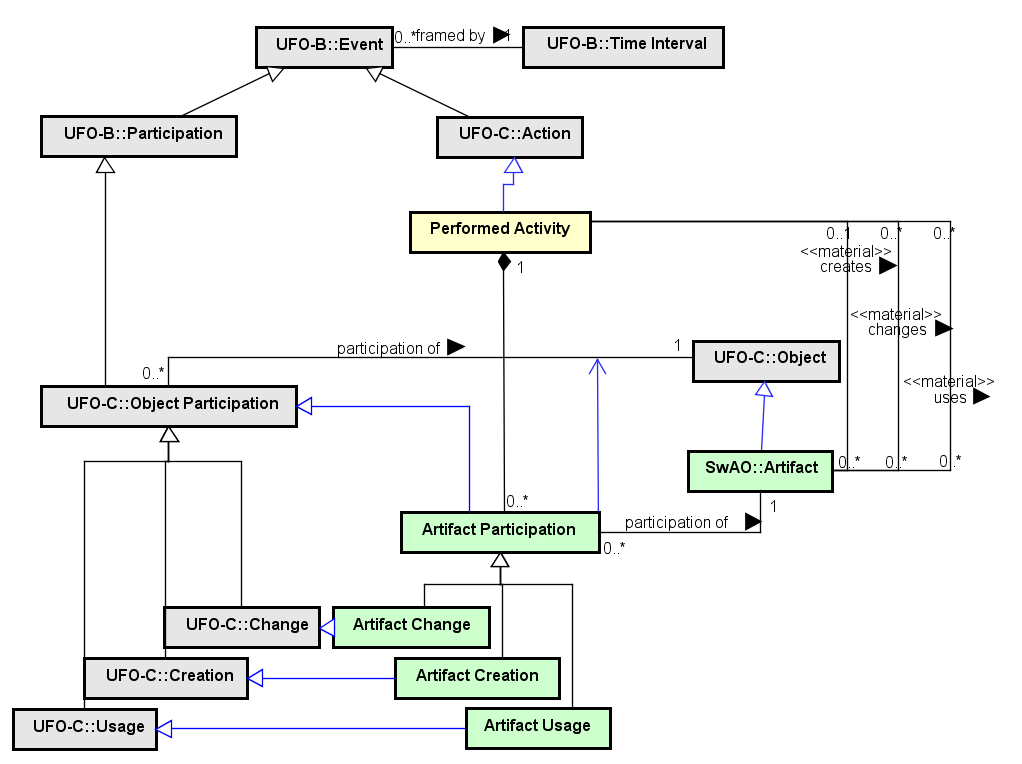 UFO-B::Event
0..*
framed by
1
UFO-B::Time Interval
UFO-B::Participation
UFO-C::Action
Performed Activity
1
0..1
0..*
0..*
<<material>>
creates
<<material>>
changes
<<material>>
uses
participation of
1
0..*
UFO-C::Object
UFO-C::Object Participation
SwAO::Artifact
0..*
0..*
0..*
0..*
1
Artifact Participation
participation of
0..*
UFO-C::Change
Artifact Change
UFO-C::Creation
Artifact Creation
UFO-C::Usage
Artifact Usage